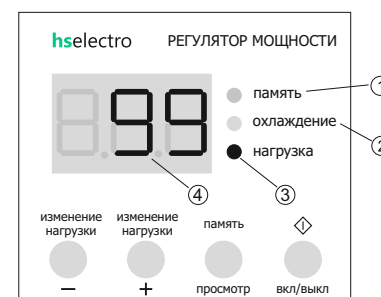 hselectro
РЕГУЛЯТОР МОЩНОСТИ
99
память
охлаждение
нагрузка
1
2
4
3
изменение
нагрузки
изменение
нагрузки
память
−
+
просмотр
вкл/выкл